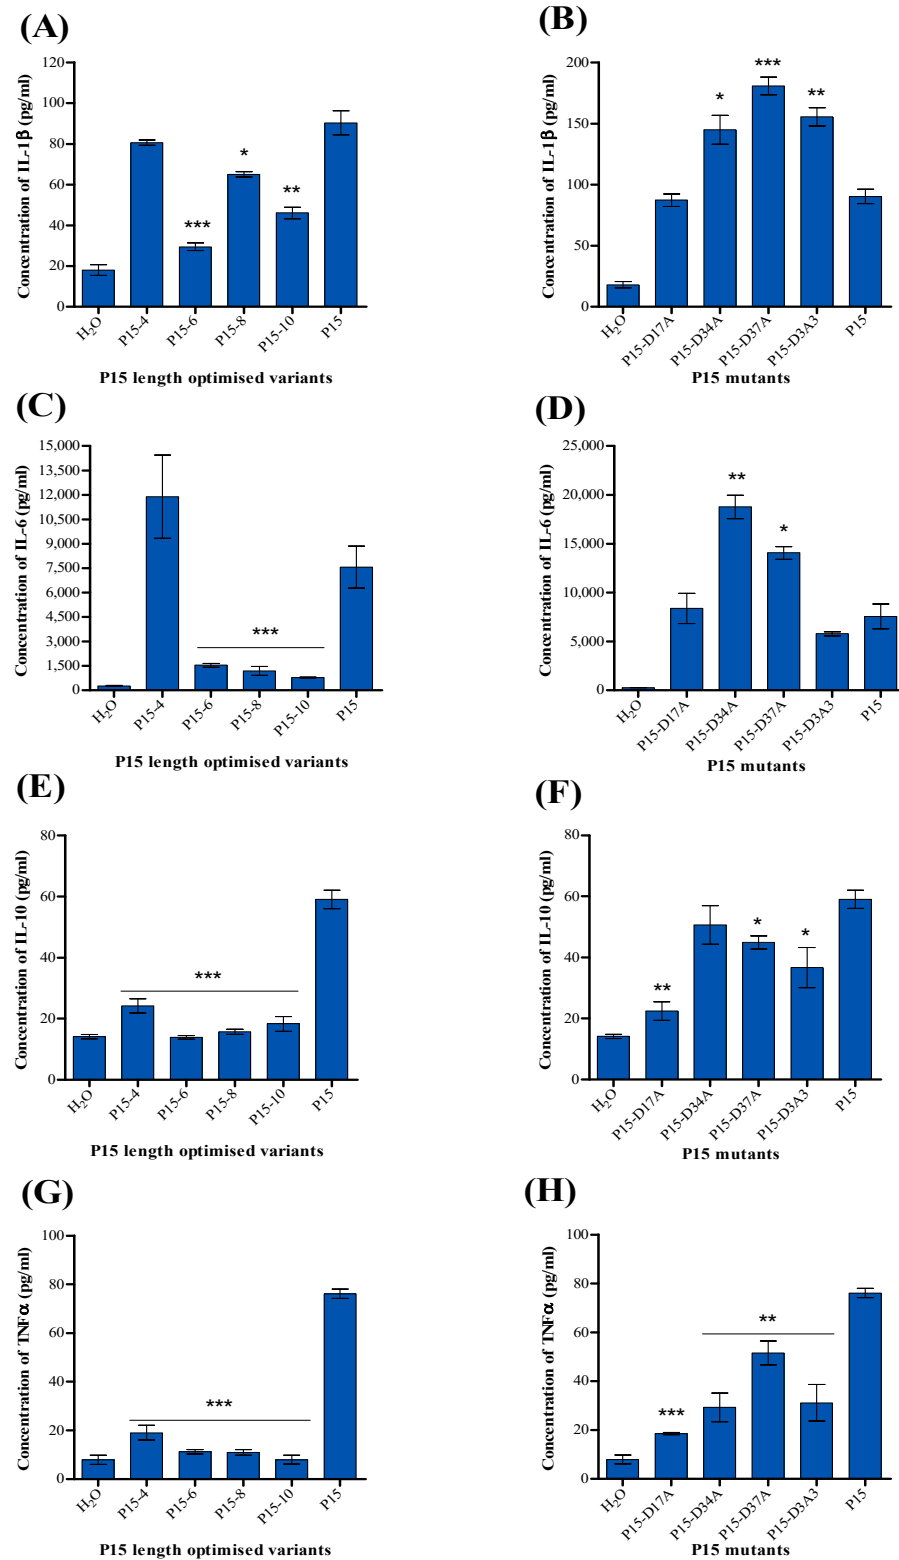 (A)
Concentration of IL-1β (pg/ml)
120
100
80
60
40
20
0
***
*
**
H₂O
P15-4
P15-6
P15-8
P15-10
P15
P15 length optimised variants
(B)
Concentration of IL-1β (pg/ml)
200
150
100
50
0
*
***
**
H₂O
P15-D17A
P15-D34A
P15-D37A
P15-D3A3
P15
P15 mutants
(C)
Concentration of IL-6 (pg/ml)
15,000
13,500
12,000
10,500
9,000
7,500
6,000
4,500
3,000
1,500
0
***
H₂O
P15-4
P15-6
P15-8
P15-10
P15
P15 length optimised variants
(D)
Concentration of IL-6 (pg/ml)
25,000
20,000
15,000
10,000
5,000
0
**
*
H₂O
P15-D17A
P15-D34A
P15-D37A
P15-D3A3
P15
P15 mutants
(E)
Concentration of IL-10 (pg/ml)
80
60
40
20
0
***
H₂O
P15-4
P15-6
P15-8
P15-10
P15
P15 length optimised variants
(F)
Concentration of IL-10 (pg/ml)
80
60
40
20
0
**
*
*
H₂O
P15-D17A
P15-D34A
P15-D37A
P15-D3A3
P15
P15 mutants
(G)
Concentration of TNFα (pg/ml)
100
80
60
40
20
0
***
H₂O
P15-4
P15-6
P15-8
P15-10
P15
P15 length optimised variants
(H)
Concentration of TNFα (pg/ml)
100
80
60
40
20
0
***
**
H₂O
P15-D17A
P15-D34A
P15-D37A
P15-D3A3
P15
P15 mutants